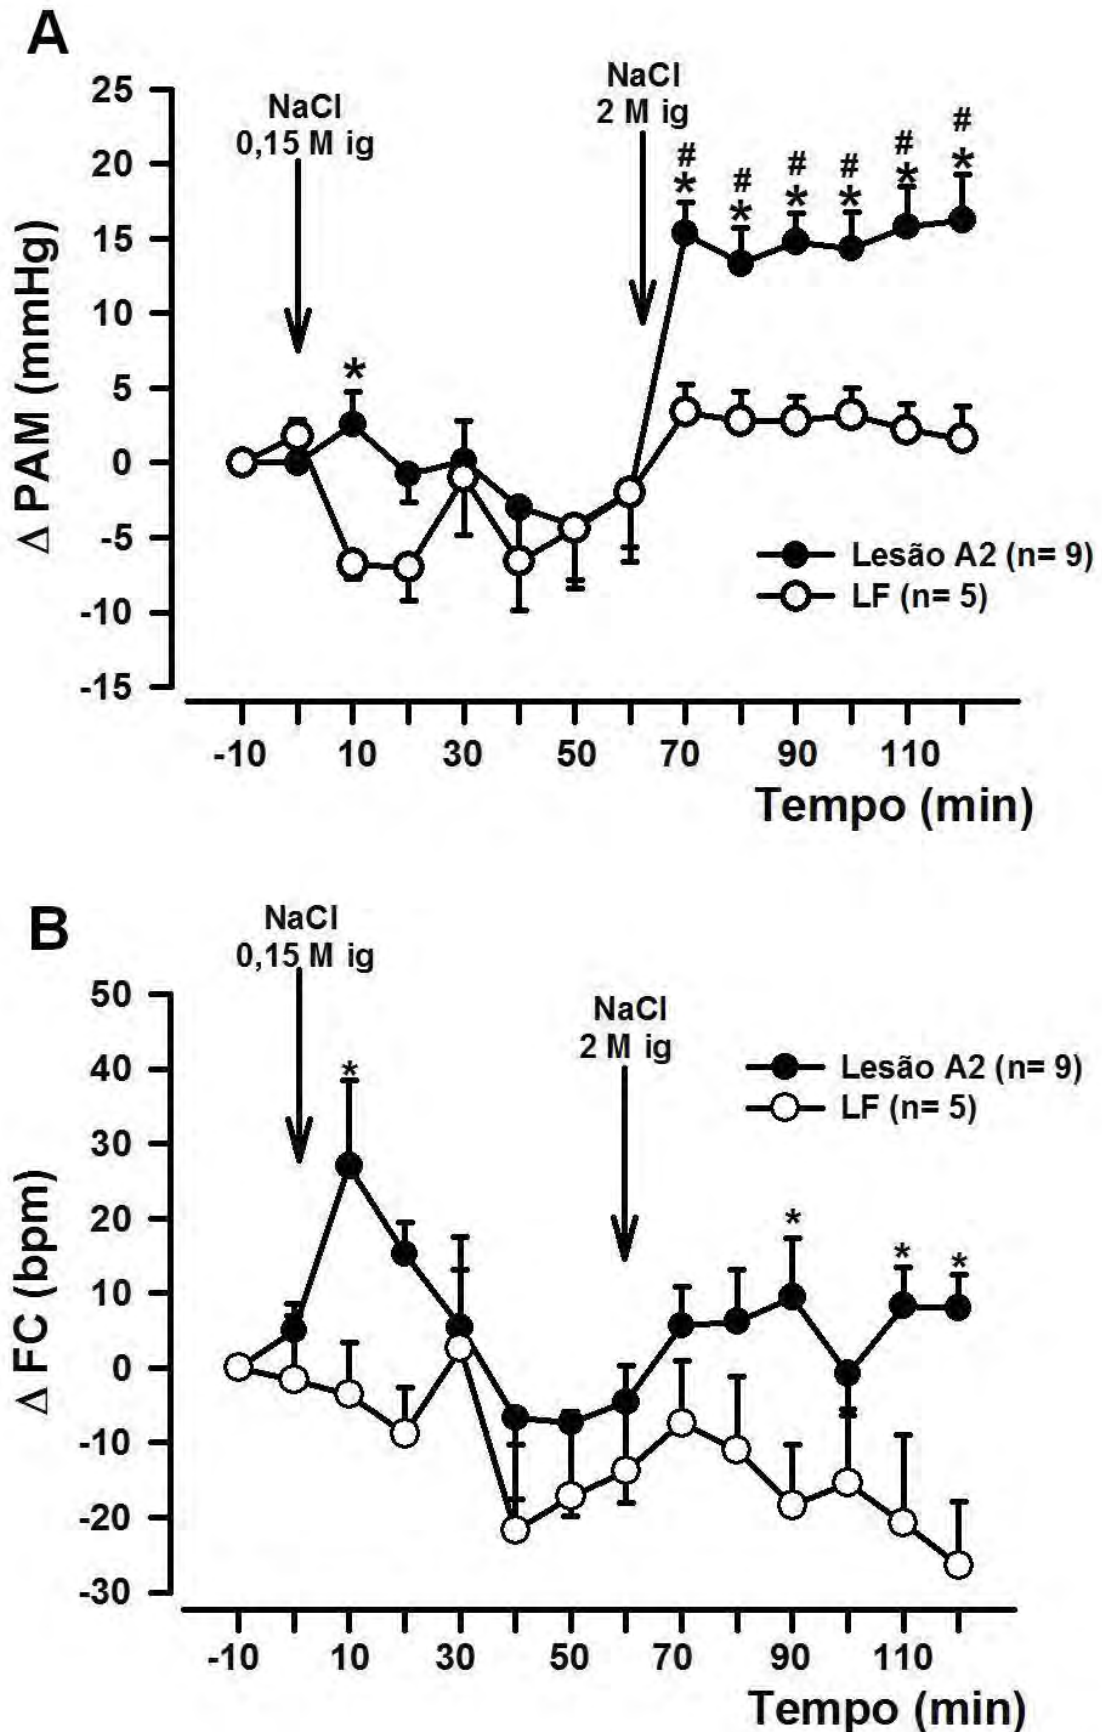 A
NaCl
0,15 M ig
NaCl
2 M ig
25
20
15
10
5
0
-5
-10
-15
Δ PAM (mmHg)
*
# # # # # #
* * * * * *
Lesão A2 (n= 9)
LF (n= 5)
-10 10 30 50 70 90 110
Tempo (min)
B
NaCl
0,15 M ig
NaCl
2 M ig
50
40
30
20
10
0
-10
-20
-30
Δ FC (bpm)
*
* * *
Lesão A2 (n= 9)
LF (n= 5)
-10 10 30 50 70 90 110
Tempo (min)